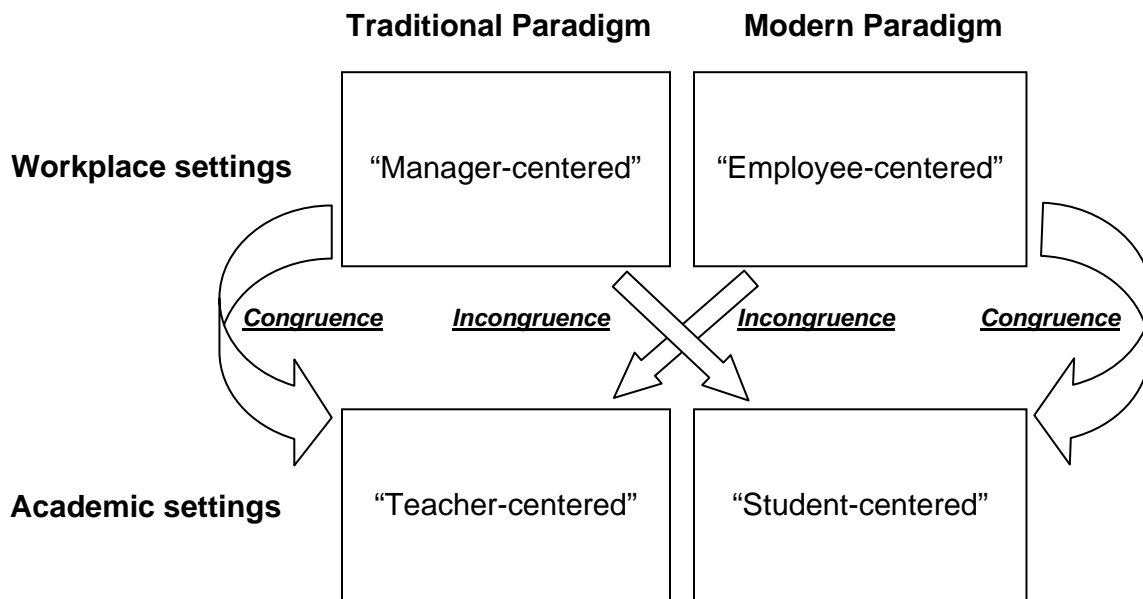 Traditional Paradigm Modern Paradigm
Workplace settings “Manager-centered” “Employee-centered”
Congruence Incongruence Incongruence Congruence
Academic settings “Teacher-centered” “Student-centered”